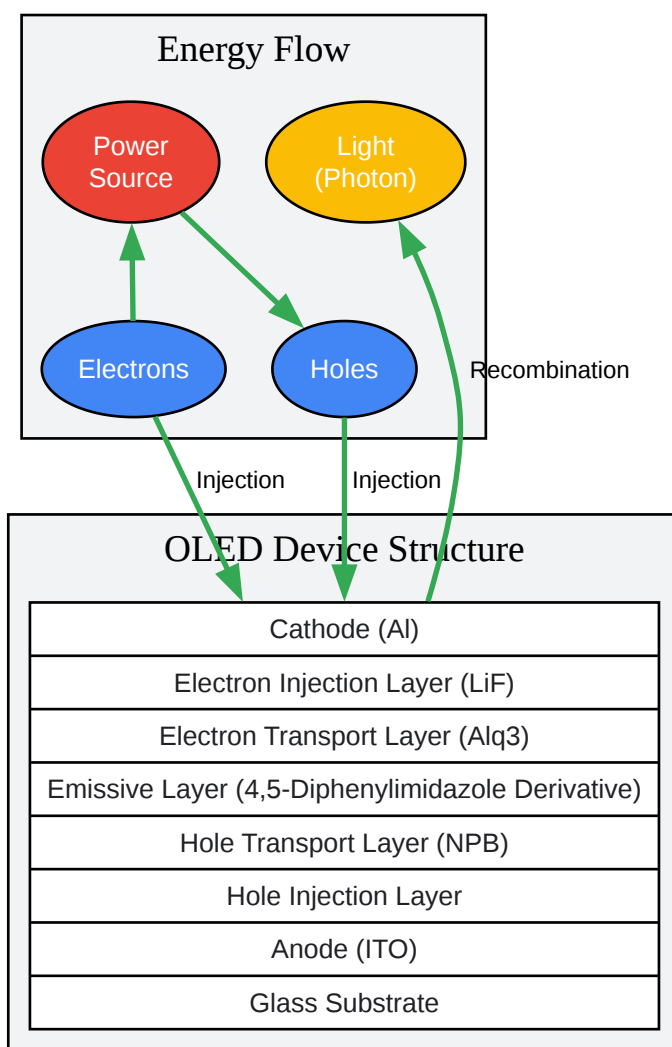 Energy Flow
Power
Source
Light
(Photon)
Electrons
Holes
Recombination
Injection
Injection
OLED Device Structure
Cathode (Al)
Electron Injection Layer (LiF)
Electron Transport Layer (Alq3)
Emissive Layer (4,5-Diphenylimidazole Derivative)
Hole Transport Layer (NPB)
Hole Injection Layer
Anode (ITO)
Glass Substrate